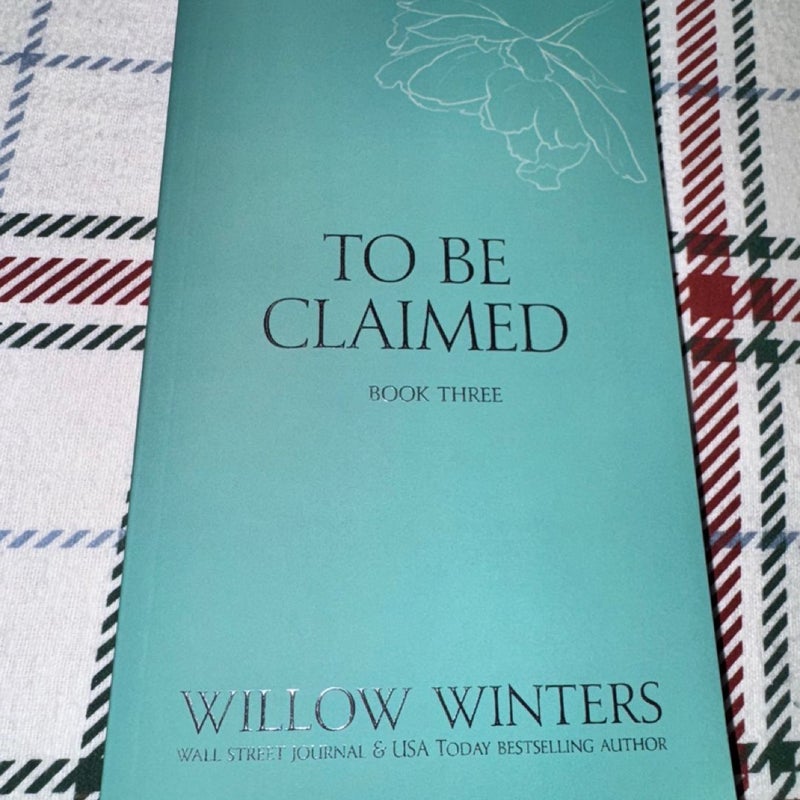 TO BE
CLAIMED
BOOK THREE
WILLOW WINTERS
WALL STREET JOURNAL & USA TODAY BESTSELLING AUTHOR